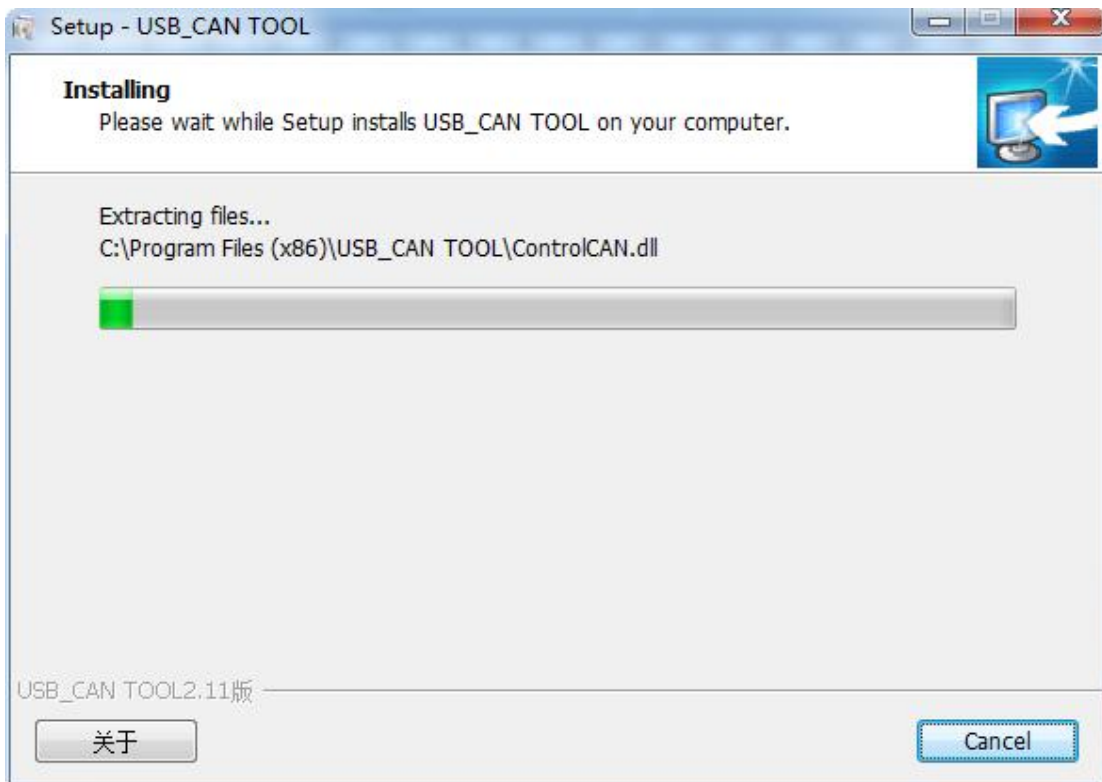 Setup - USB_CAN TOOL
Installing
Please wait while Setup installs USB_CAN TOOL on your computer.
Extracting files...
C:\Program Files (x86)\USB_CAN TOOL\ControlCAN.dll
USB_CAN TOOL2.11版
关于
Cancel